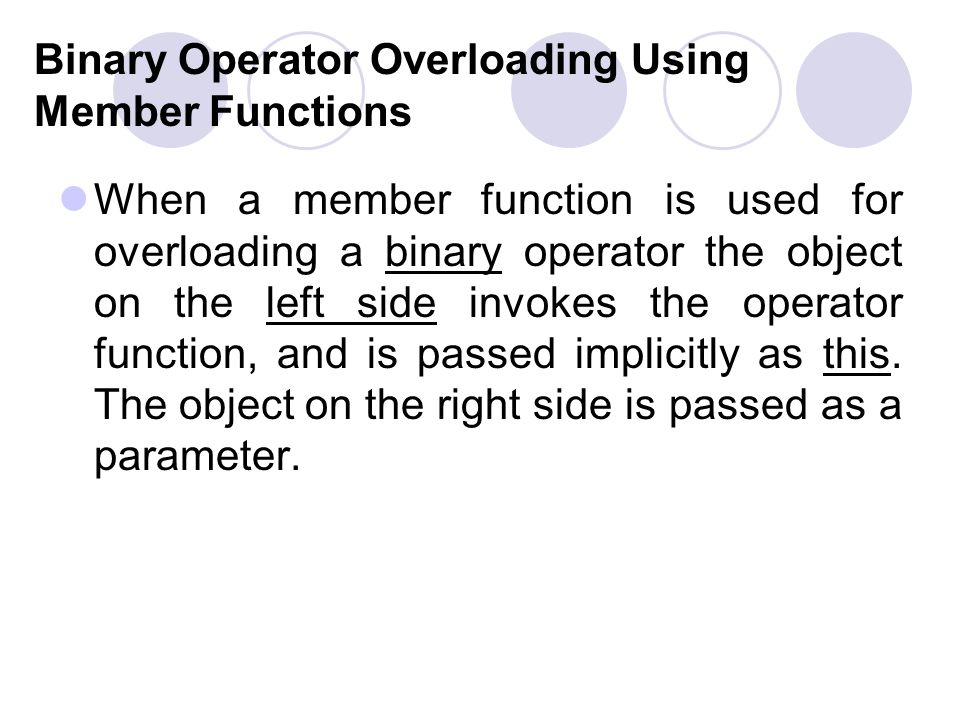 Binary Operator Overloading Using
Member Functions
When a member function is used for
overloading a binary operator the object
on the left side invokes the operator
function, and is passed implicitly as this.
The object on the right side is passed as a
parameter.